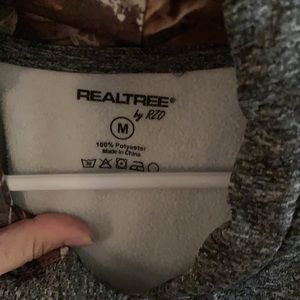 REALTREE®
by RZO
M
100% Polyester
Made in China